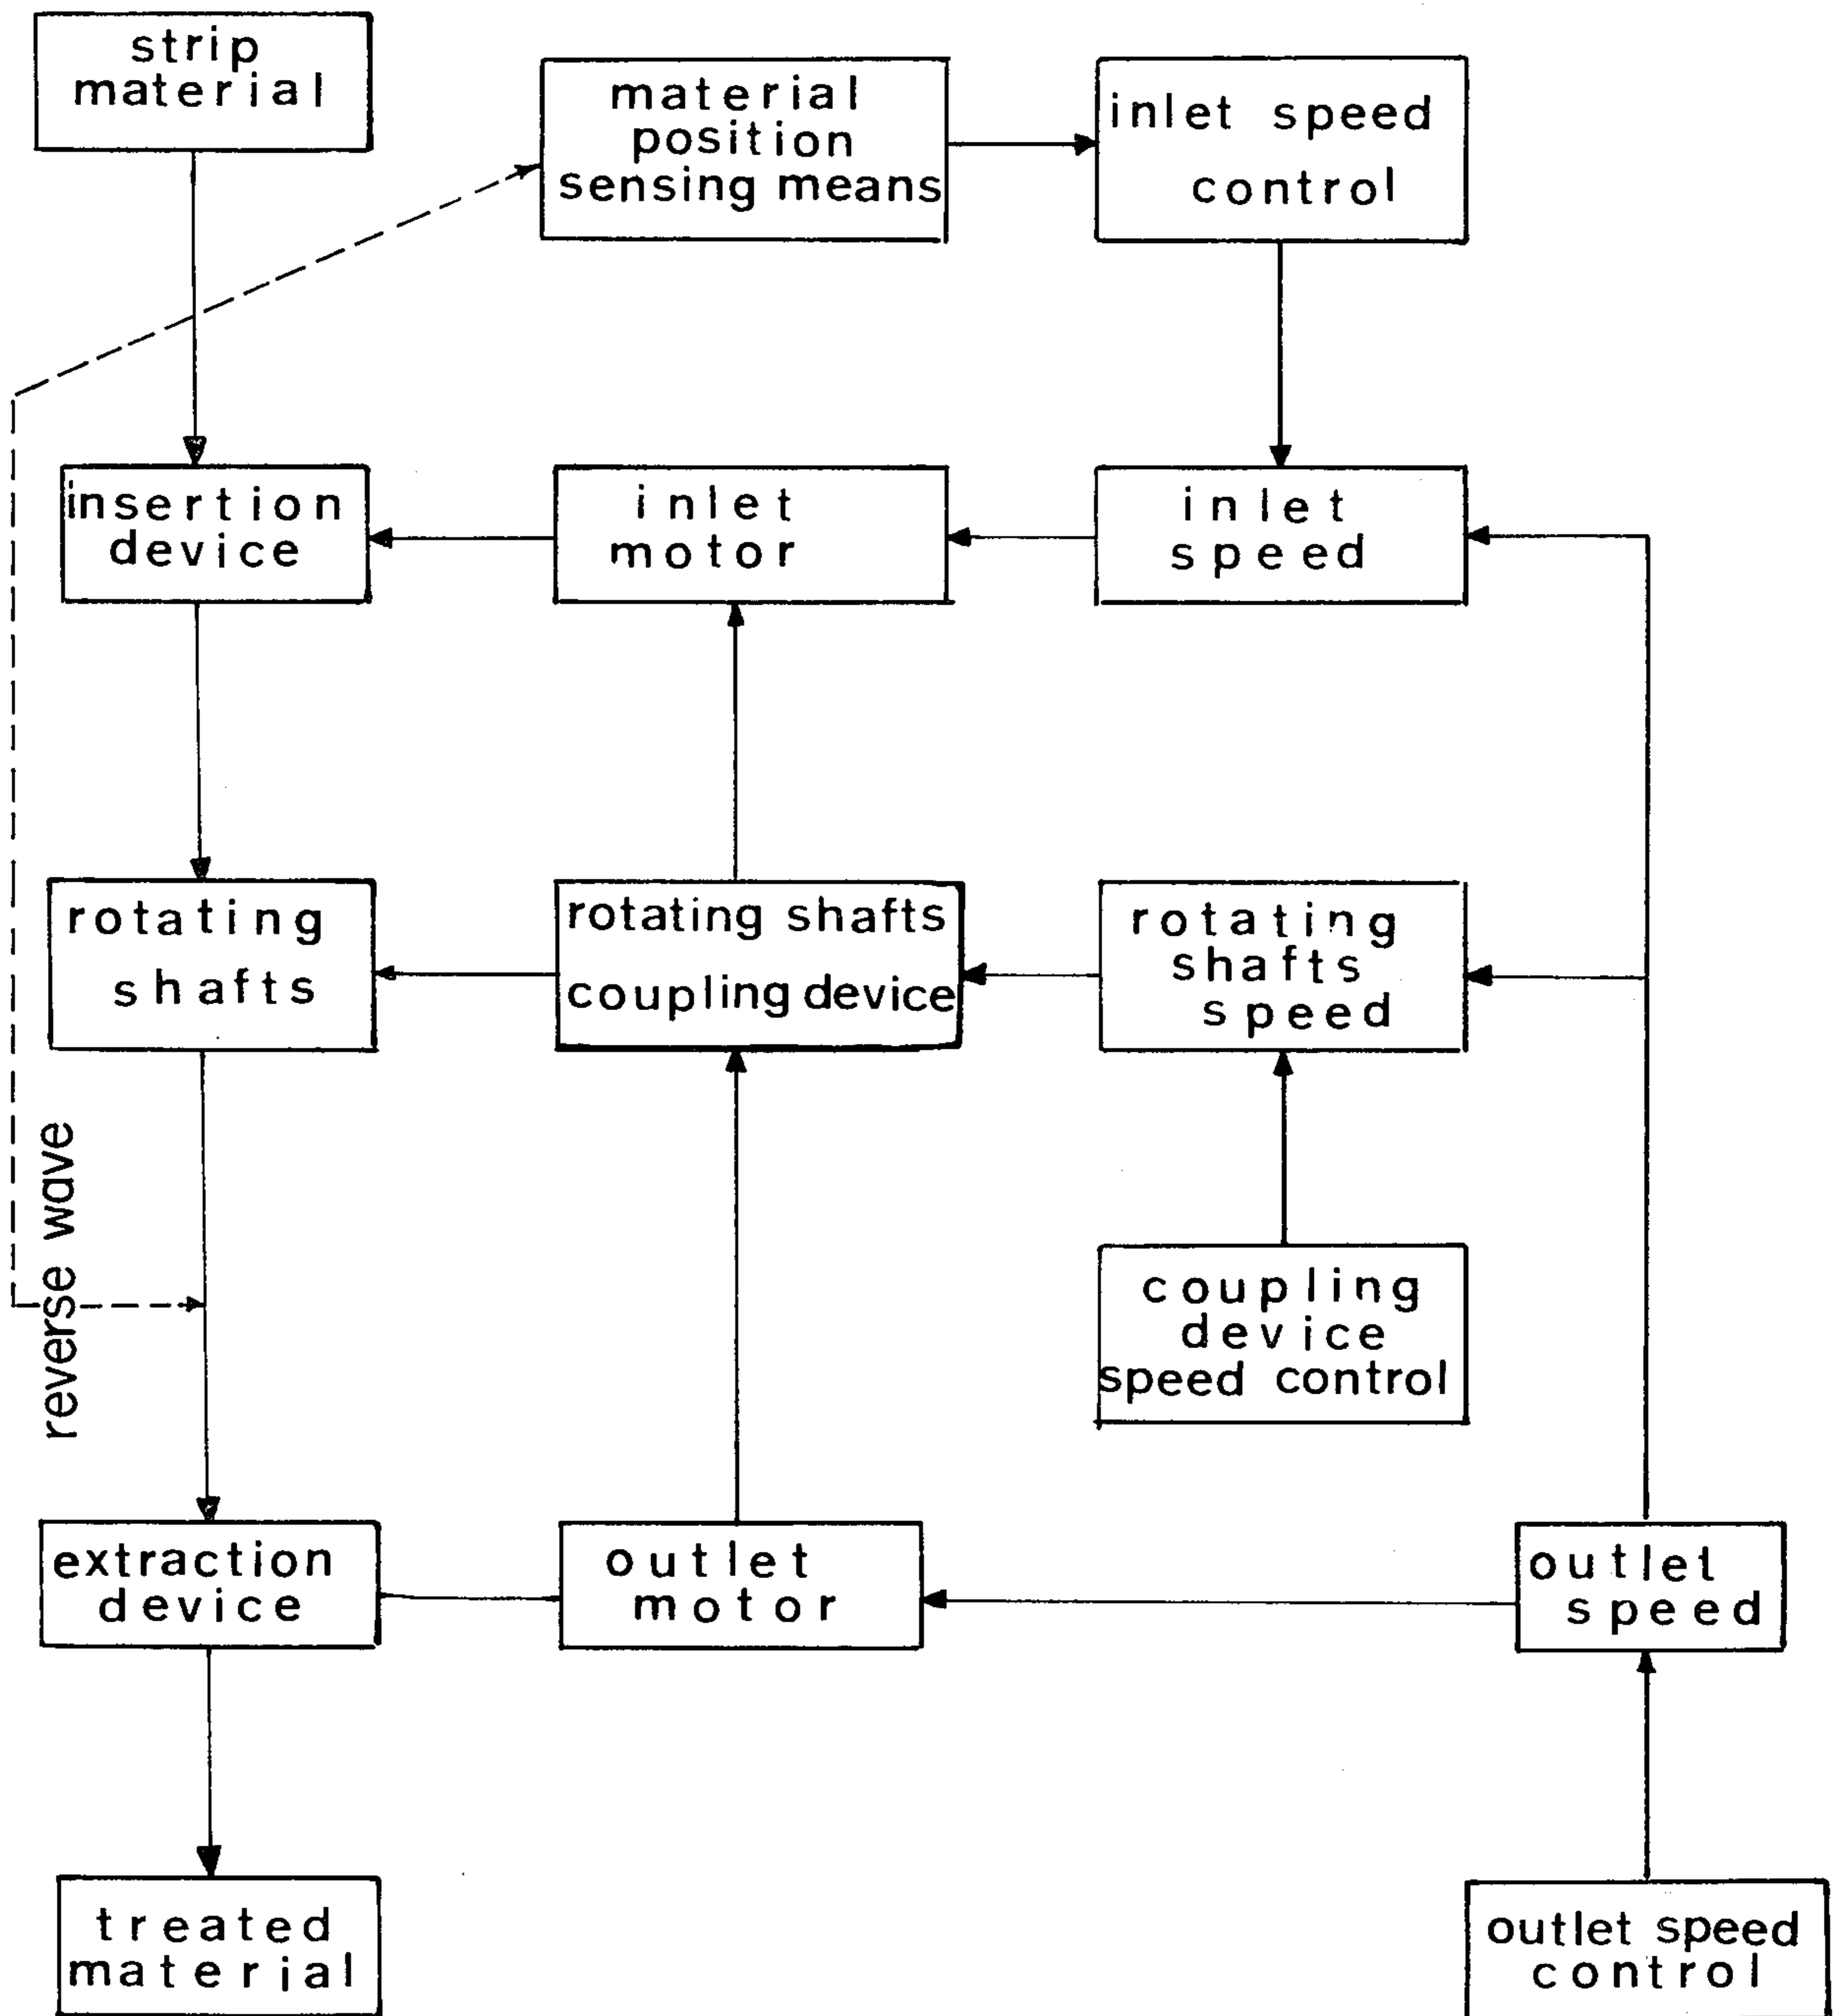 strip
material
material
position
sensing means
inlet speed
control
insertion
device
inlet
motor
inlet
speed
rotating
shafts
rotating shafts
coupling device
rotating
shafts
speed
reverse wave
coupling
device
speed control
extraction
device
outlet
motor
outlet
speed
treated
material
outlet speed
control